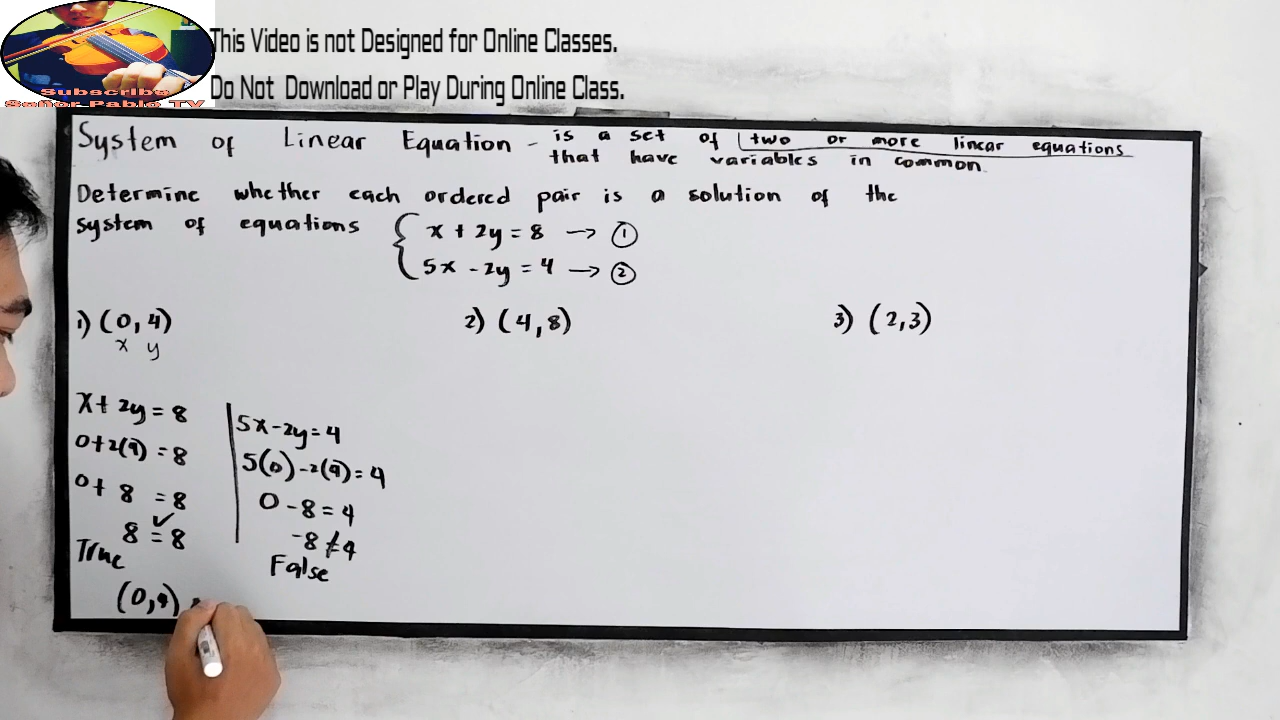 This Video is not Designed for Online Classes.
Do Not Download or Play During Online Class.
Subscribe
Señor Pablo TV
System of Linear Equation - is a set of two or more linear equations
that have variables in common.
Determine whether each ordered pair is a solution of the
system of equations
x + 2y = 8 → ①
5x - 2y = 4 → ②
1) (0, 4)
x y
2) (4, 8)
3) (2, 3)
x + 2y = 8
0 + 2(4) = 8
0 + 8 = 8
8 = 8 ✓
True
5x - 2y = 4
5(0) - 2(4) = 4
0 - 8 = 4
-8 ≠ 4
False
(0, 4)